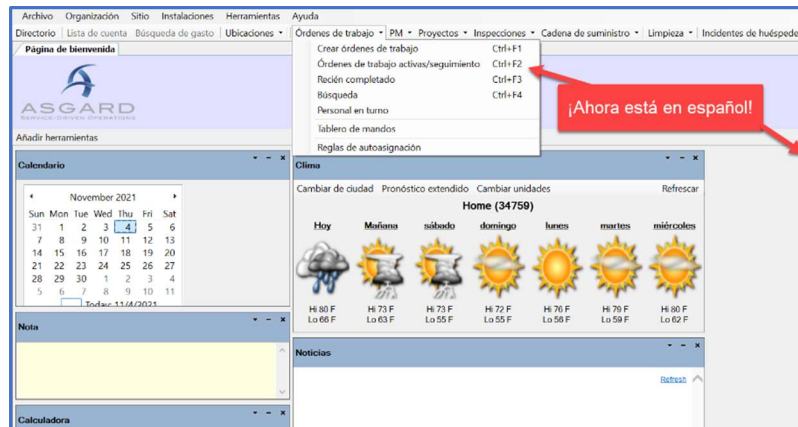 Archivo Organización Sitio Instalaciones Herramientas Ayuda
Directorio Lista de cuenta Búsqueda de gasto Ubicaciones Órdenes de trabajo PM Proyectos Inspecciones Cadena de suministro Limpieza Incidentes de huéspede
Página de bienvenida
Crear órdenes de trabajo Ctrl+F1
Órdenes de trabajo activas/seguimiento Ctrl+F2
Recién completado Ctrl+F3
Búsqueda Ctrl+F4
Personal en turno
Tablero de mandos
Reglas de autoasignación
¡Ahora está en español!
ASGARD
SERVICE-DRIVEN OPERATIONS
Añadir herramientas
Calendario
November 2021
Sun Mon Tue Wed Thu Fri Sat
31 1 2 3 4 5 6
7 8 9 10 11 12 13
14 15 16 17 18 19 20
21 22 23 24 25 26 27
28 29 30 1 2 3 4
5 6 7 8 9 10 11
Today: 11/4/2021
Clima
Cambiar de ciudad Pronóstico extendido Cambiar unidades Refrescar
Home (34759)
Hoy Mañana sábado domingo lunes martes miércoles
Hi 80 F Hi 73 F Hi 73 F Hi 72 F Hi 76 F Hi 79 F Hi 80 F
Lo 66 F Lo 63 F Lo 55 F Lo 55 F Lo 56 F Lo 59 F Lo 62 F
Nota
Noticias
Refresh
Calculadora